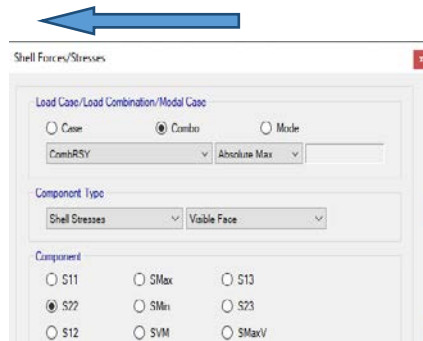 Shell Forces/Stresses
Load Case/Load Combination/Modal Case
Case Combo Mode
CombRSY Absolute Max
Component Type
Shell Stresses Visible Face
Component
S11 SMax S13
S22 SMin S23
S12 SVM SMaxV